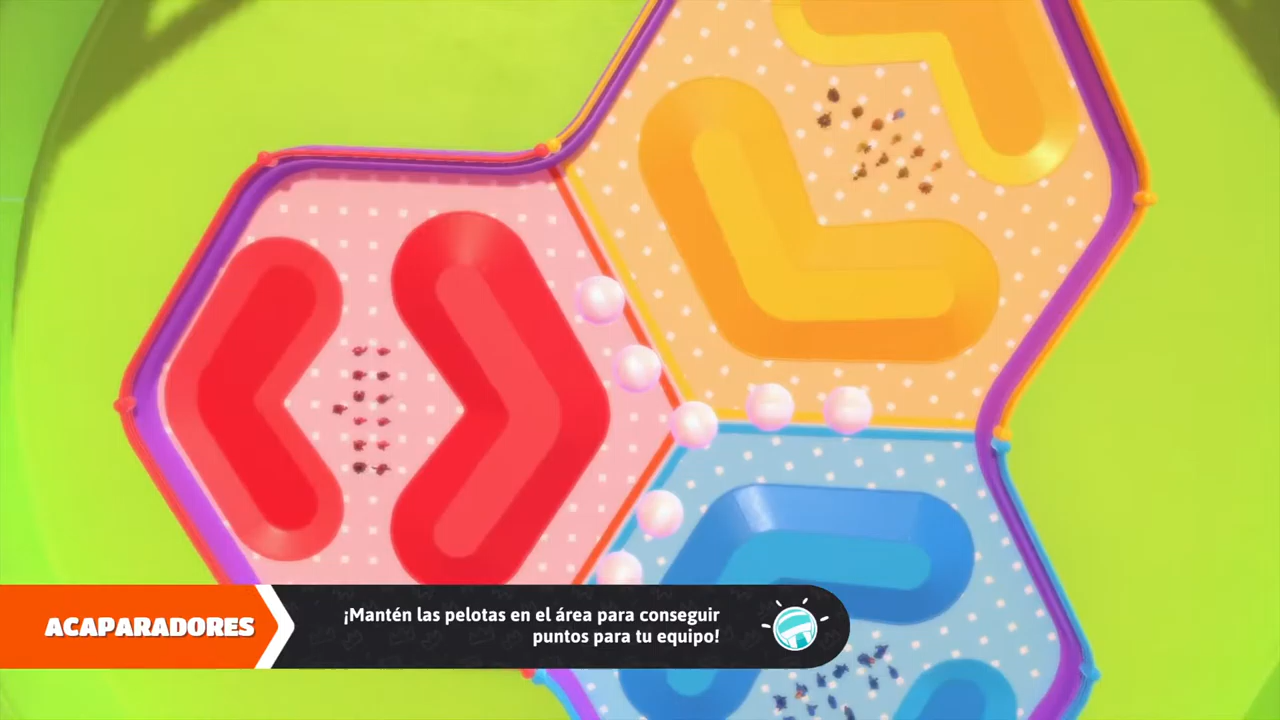 ACAPARADORES
¡Mantén las pelotas en el área para conseguir
puntos para tu equipo!